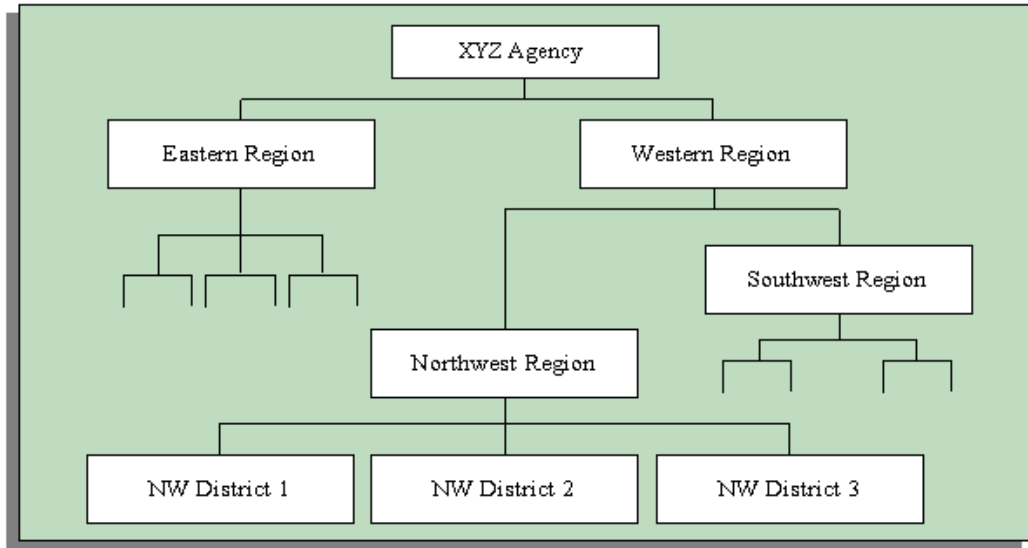 XYZ Agency
Eastern Region
Western Region
Southwest Region
Northwest Region
NW District 1
NW District 2
NW District 3